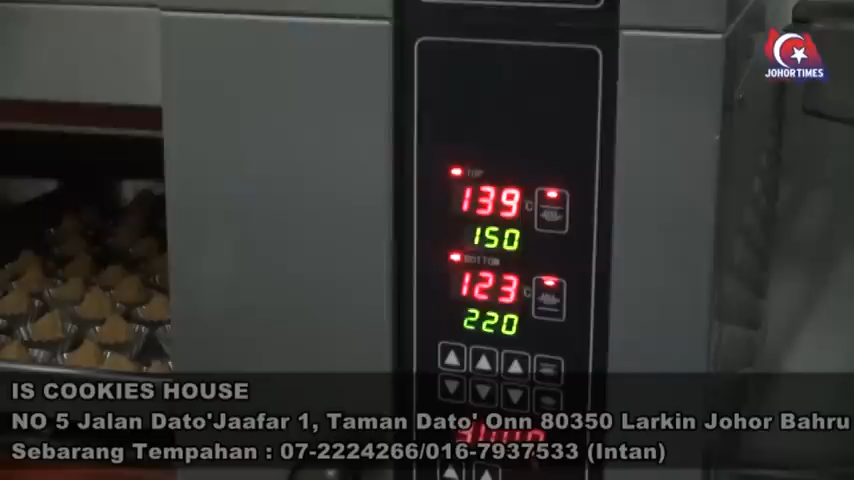 JOHORTIMES
TOP
139 C
150
BOTTOM
123 C
220
IS COOKIES HOUSE
NO 5 Jalan Dato'Jaafar 1, Taman Dato' Onn 80350 Larkin Johor Bahru
Sebarang Tempahan : 07-2224266/016-7937533 (Intan)